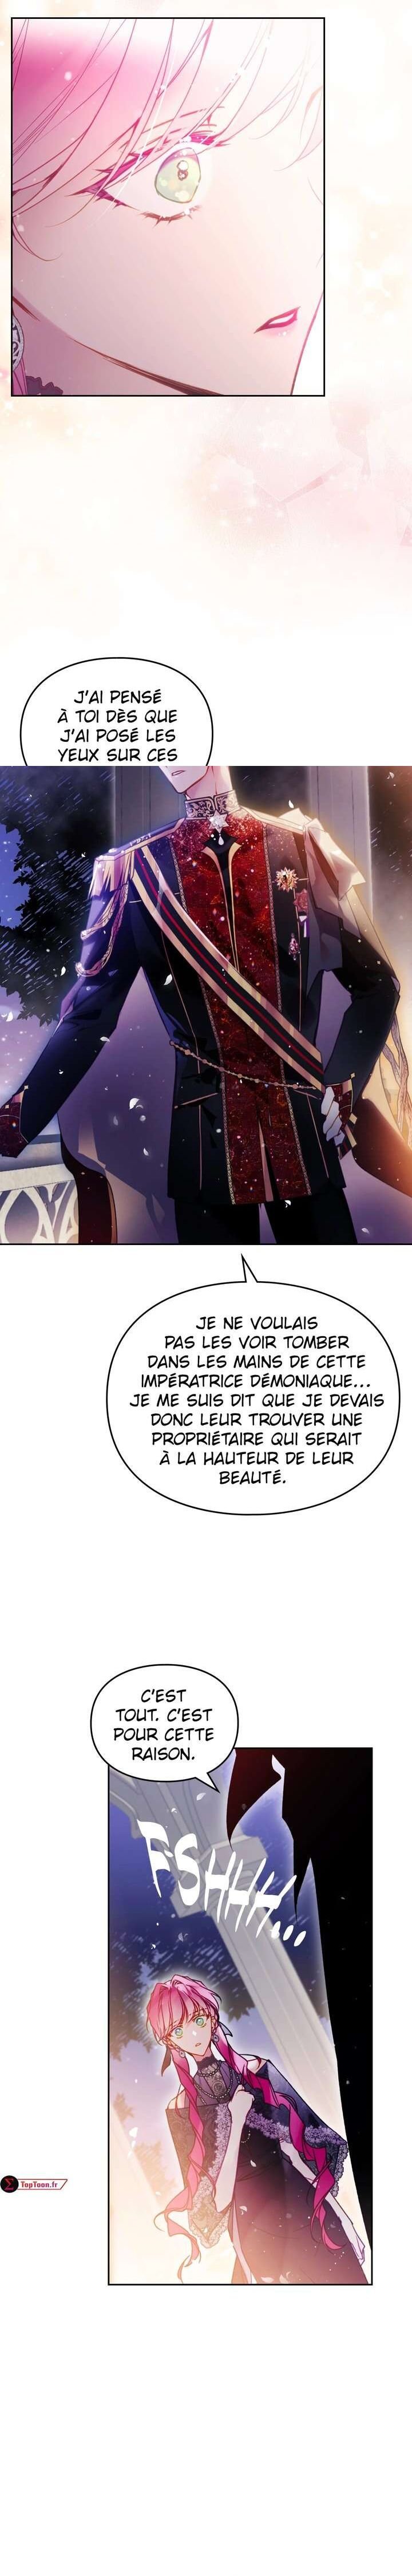 J'AI PENSÉ
À TOI DÈS QUE
J'AI POSÉ LES
YEUX SUR CES
JE NE VOULAIS
PAS LES VOIR TOMBER
DANS LES MAINS DE CETTE
IMPÉRATRICE DÉMONIAQUE...
JE ME SUIS DIT QUE JE DEVAIS
DONC LEUR TROUVER UNE
PROPRIÉTAIRE QUI SERAIT
À LA HAUTEUR DE LEUR
BEAUTÉ.
C'EST
TOUT. C'EST
POUR CETTE
RAISON.
FSHHH...
TopToon.fr